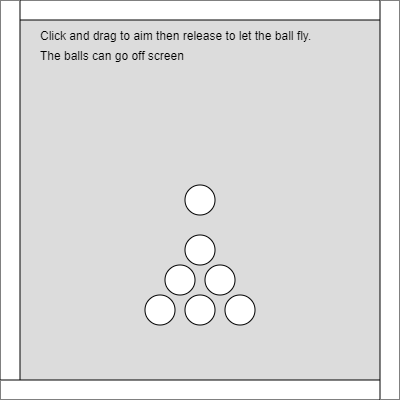 Click and drag to aim then release to let the ball fly.
The balls can go off screen